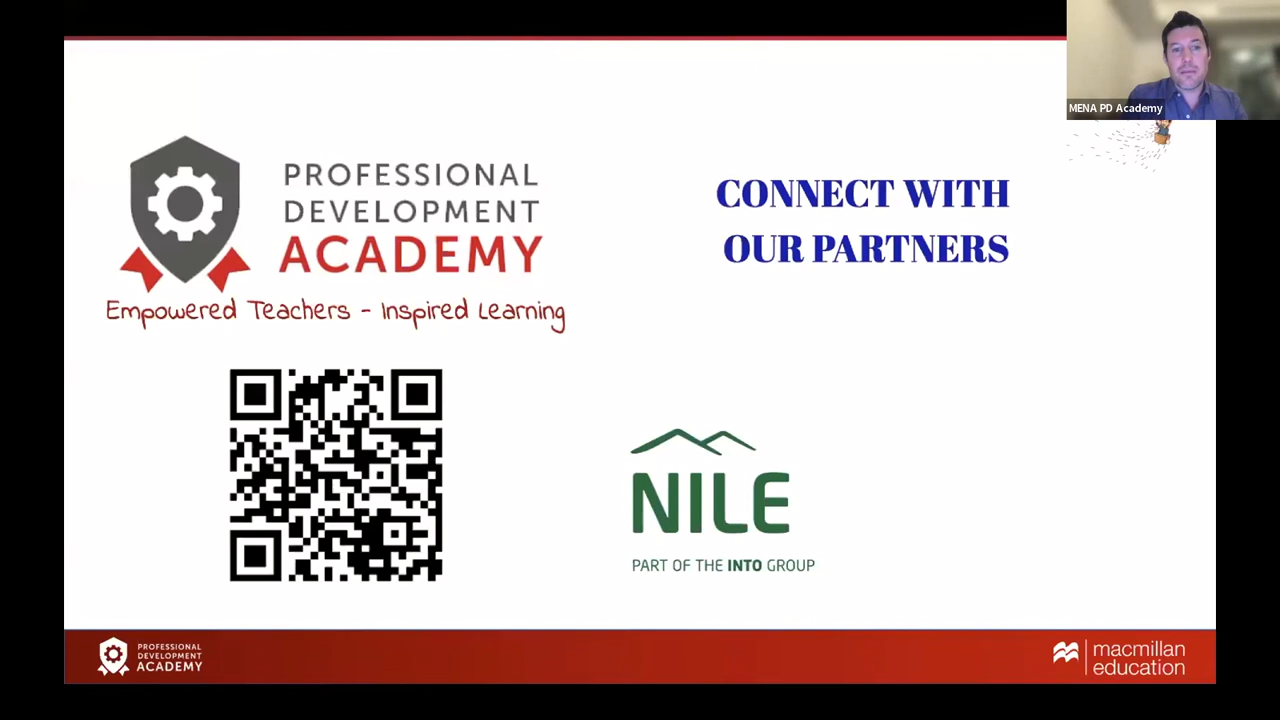 MENA PD Academy
PROFESSIONAL
DEVELOPMENT
ACADEMY
Empowered Teachers - Inspired Learning
CONNECT WITH
OUR PARTNERS
NILE
PART OF THE INTO GROUP
PROFESSIONAL
DEVELOPMENT
ACADEMY
macmillan
education